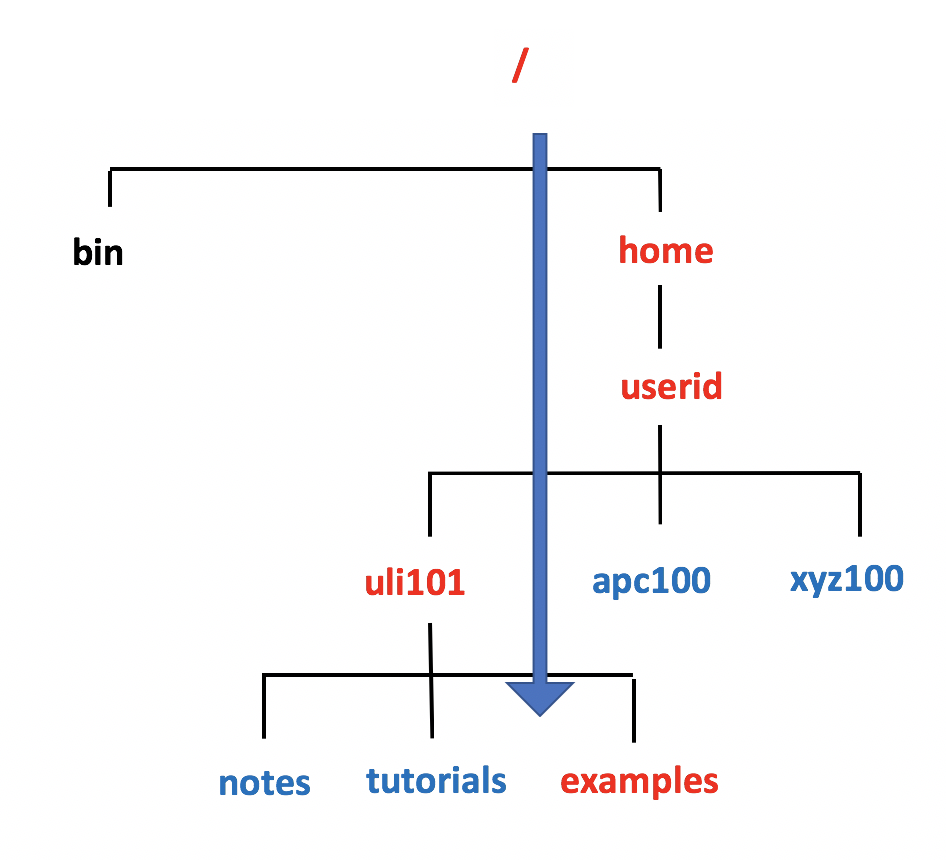 /
bin
home
userid
uli101
apc100
xyz100
notes
tutorials
examples